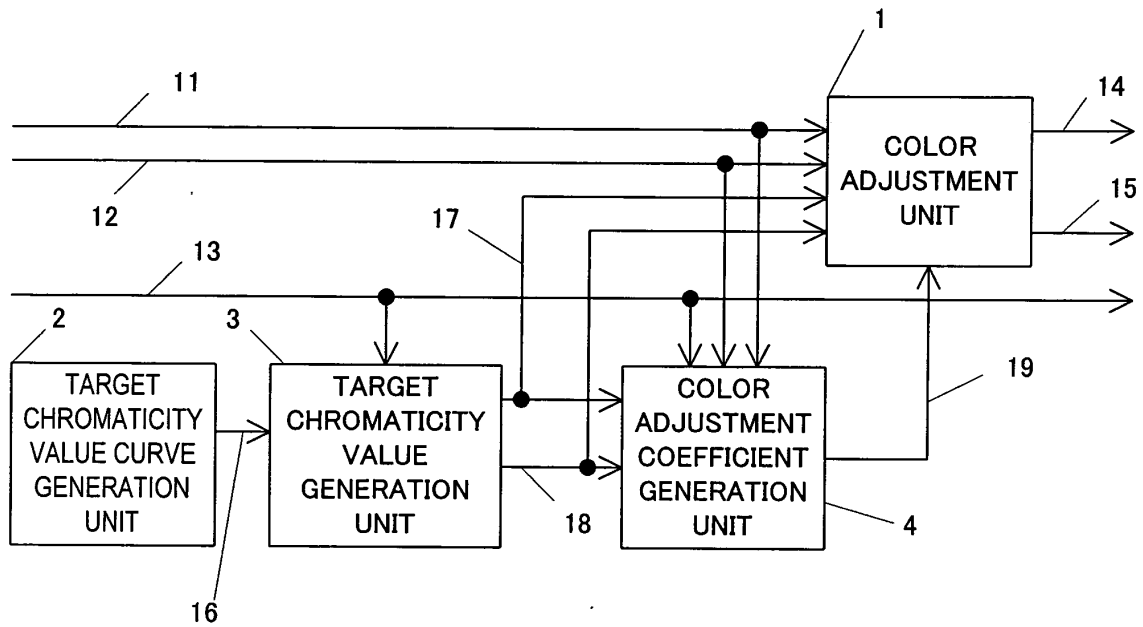 1
11
14
COLOR
ADJUSTMENT
UNIT
12
17
15
13
2
3
19
TARGET
CHROMATICITY
VALUE CURVE
GENERATION
UNIT
TARGET
CHROMATICITY
VALUE
GENERATION
UNIT
COLOR
ADJUSTMENT
COEFFICIENT
GENERATION
UNIT
18
4
16